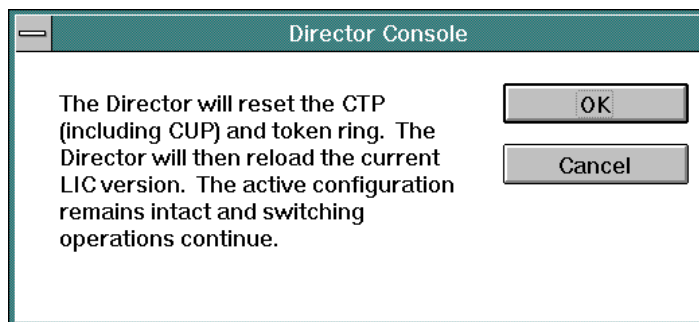 Director Console
The Director will reset the CTP
(including CUP) and token ring. The
Director will then reload the current
LIC version. The active configuration
remains intact and switching
operations continue.
OK
Cancel